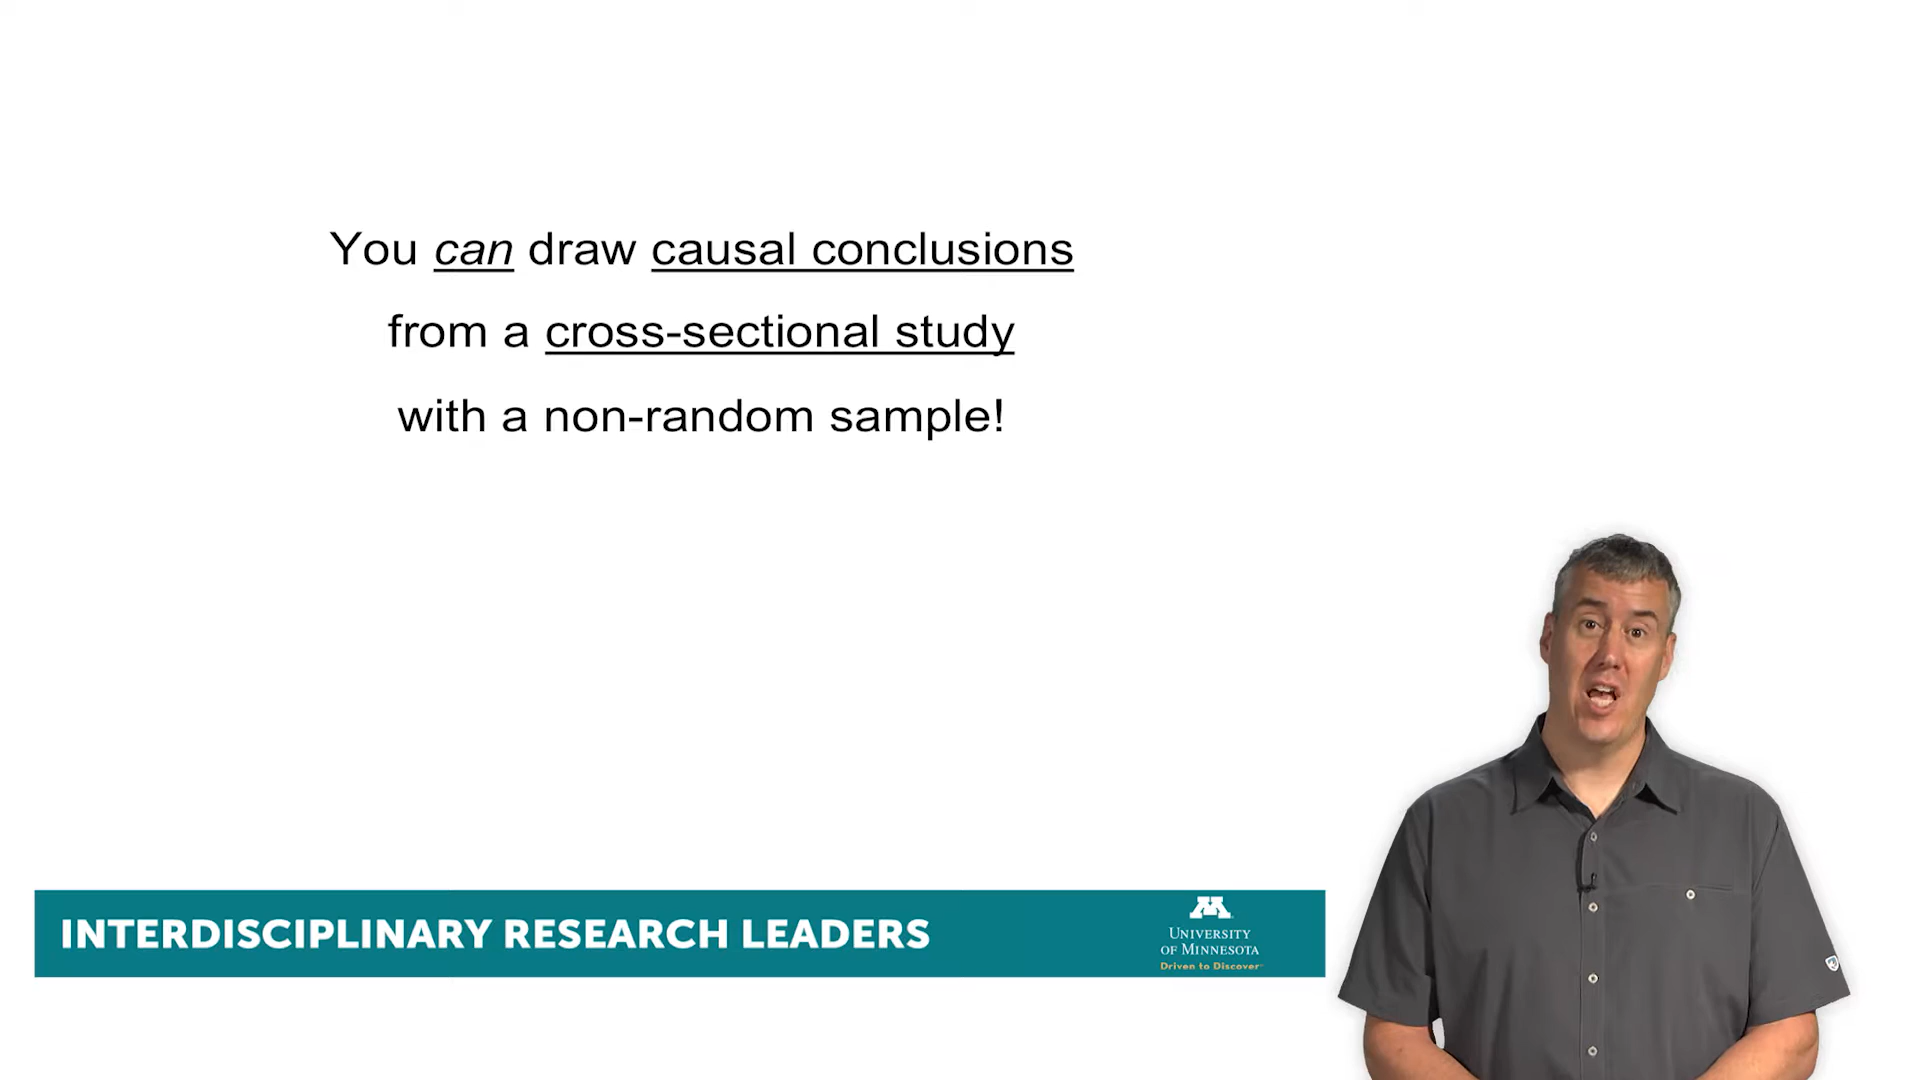 You can draw causal conclusions
from a cross-sectional study
with a non-random sample!
INTERDISCIPLINARY RESEARCH LEADERS
M
UNIVERSITY
OF MINNESOTA
Driven to Discover